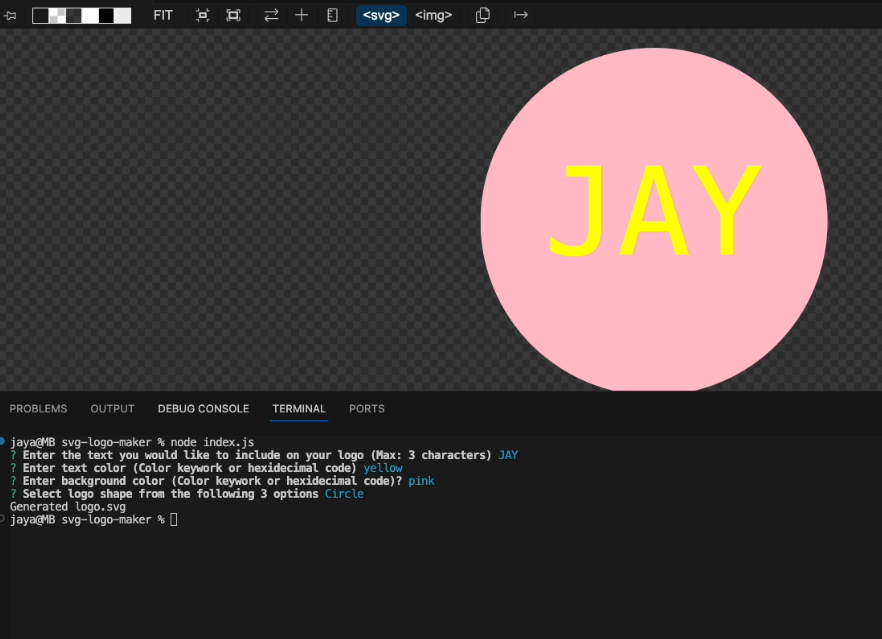 FIT <svg> <img>
JAY
PROBLEMS OUTPUT DEBUG CONSOLE TERMINAL PORTS
jaya@MB svg-logo-maker % node index.js
? Enter the text you would like to include on your logo (Max: 3 characters) JAY
? Enter text color (Color keywork or hexidecimal code) yellow
? Enter background color (Color keywork or hexidecimal code)? pink
? Select logo shape from the following 3 options Circle
Generated logo.svg
jaya@MB svg-logo-maker %